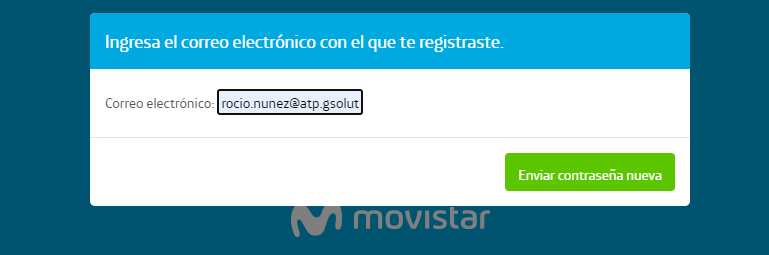 Ingresa el correo electrónico con el que te registraste.
Correo electrónico: rocio.nunez@atp.gsolut
Enviar contraseña nueva
movistar